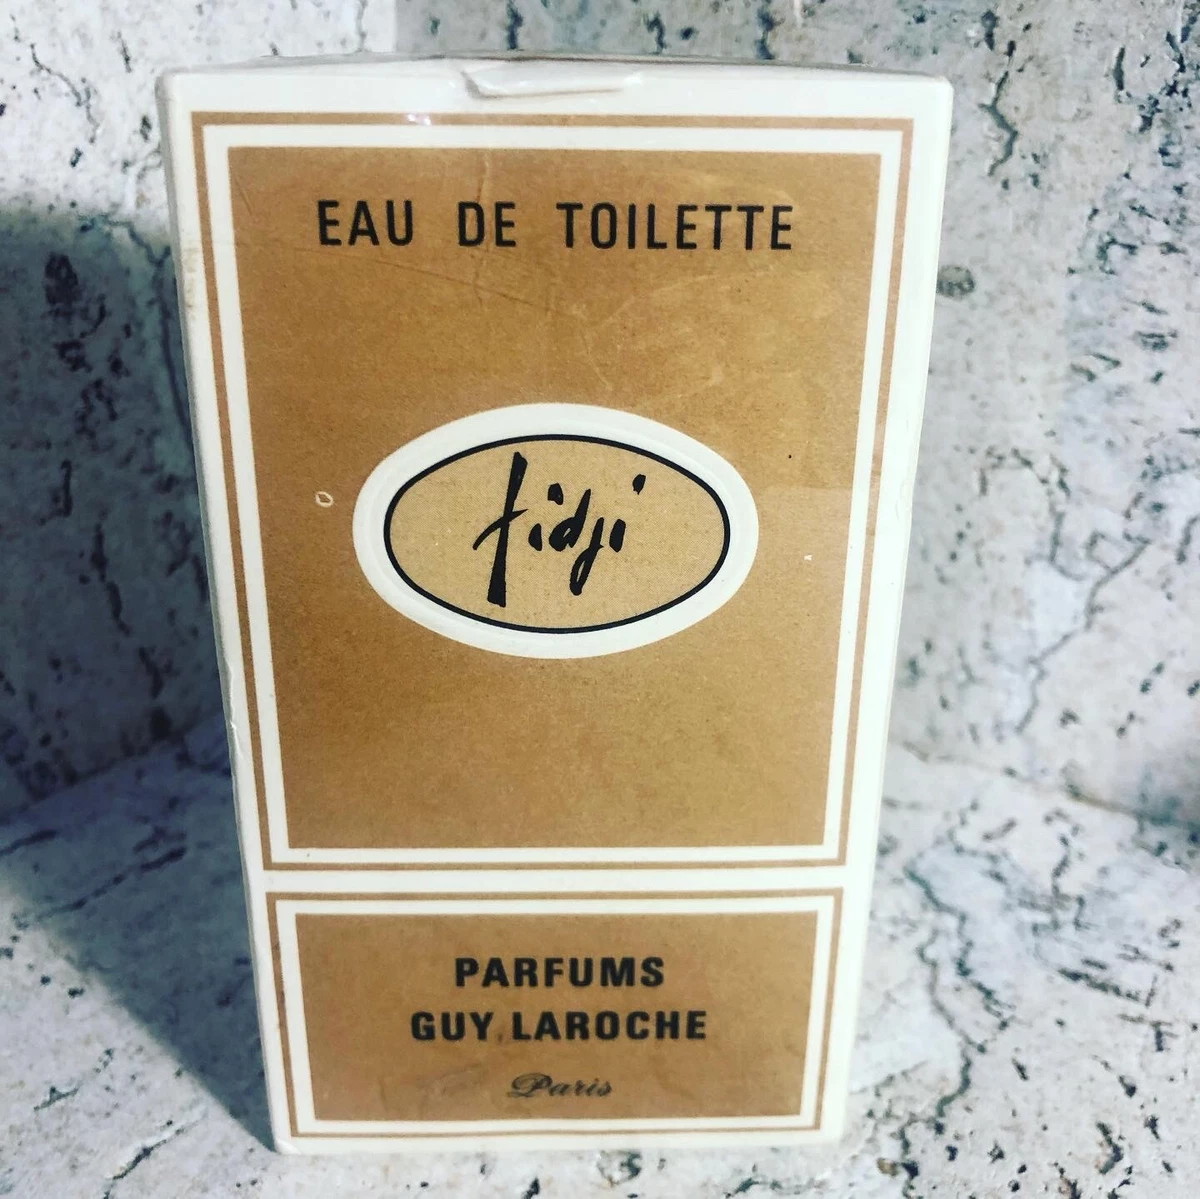 EAU DE TOILETTE
fidji
PARFUMS
GUY LAROCHE
Paris